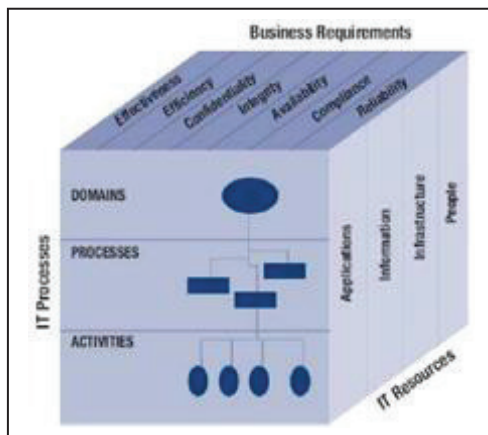 Business Requirements
Effectiveness
Efficiency
Confidentiality
Integrity
Availability
Compliance
Reliability
DOMAINS
PROCESSES
ACTIVITIES
IT Processes
Applications
Information
Infrastructure
People
IT Resources